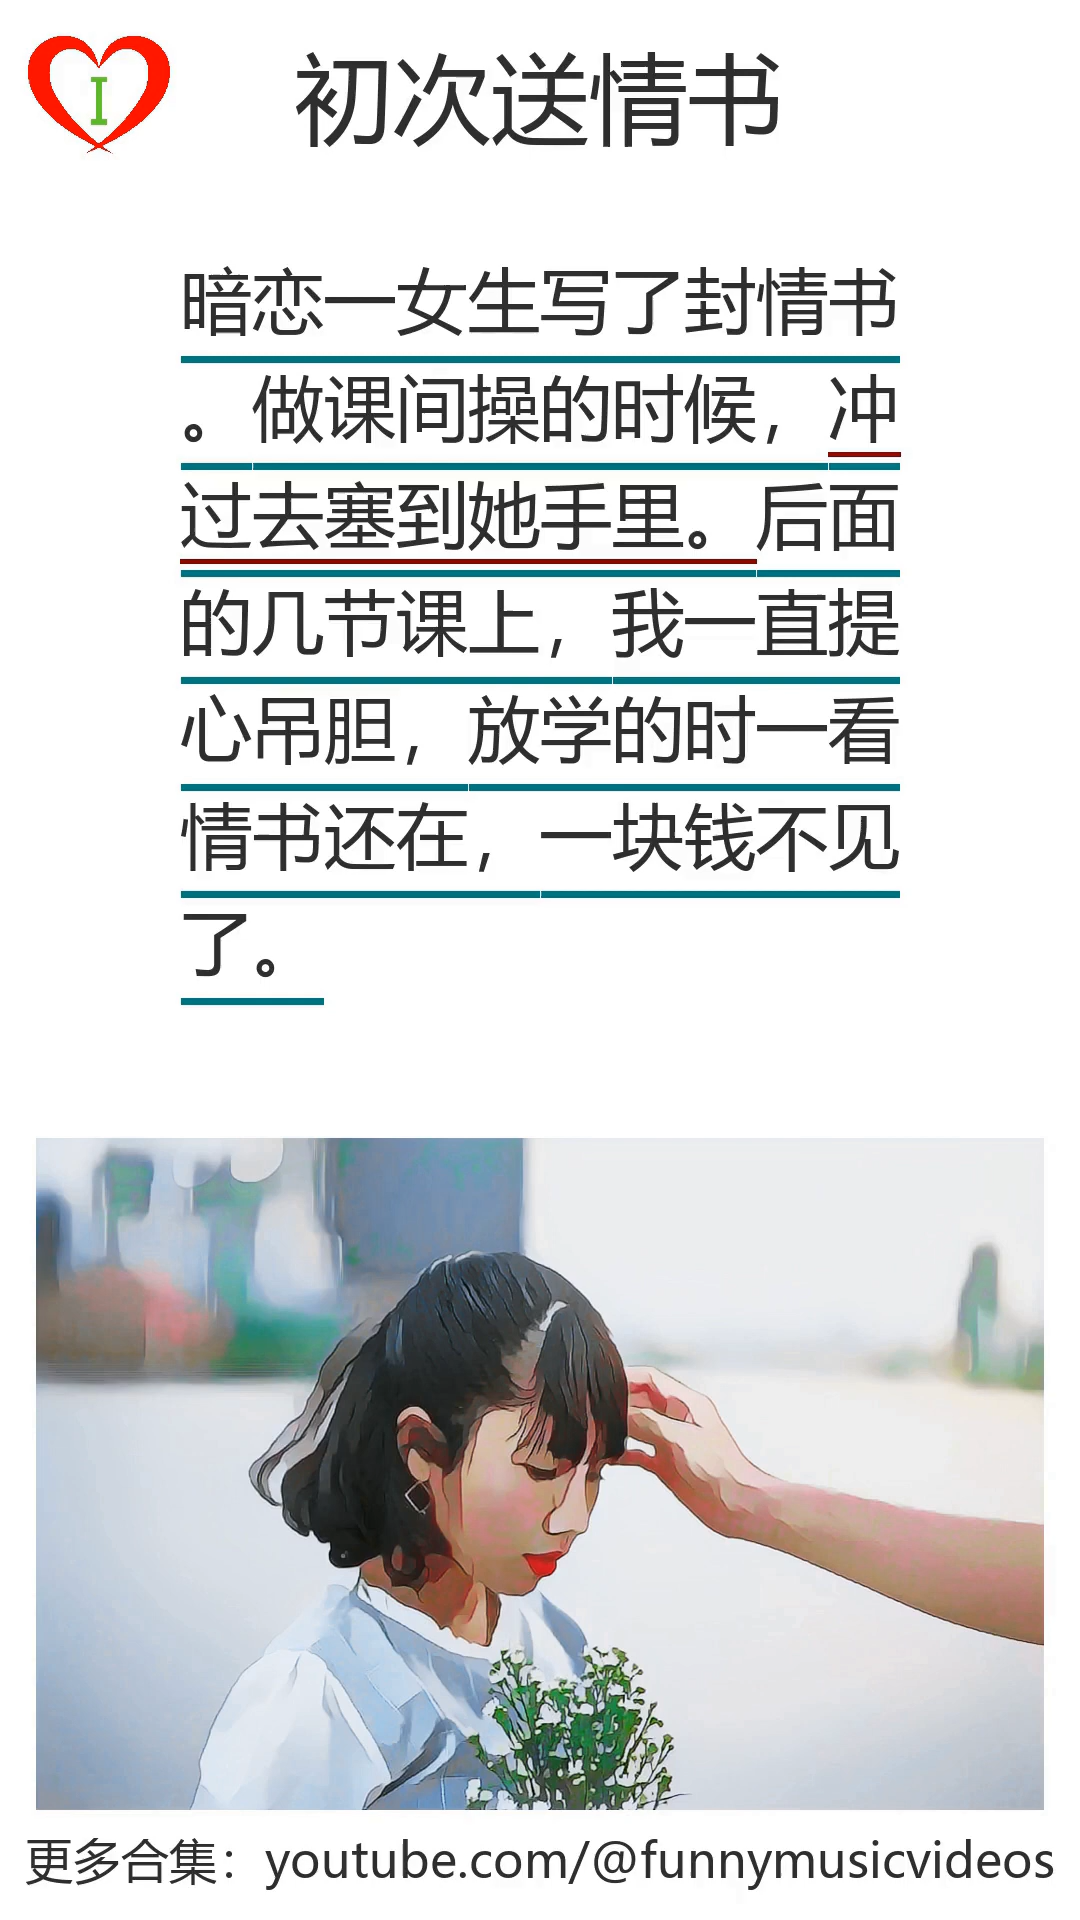 I
初次送情书
暗恋一女生写了封情书
。做课间操的时候，冲
过去塞到她手里。后面
的几节课上，我一直提
心吊胆，放学的时一看
情书还在，一块钱不见
了。
更多合集：youtube.com/@funnymusicvideos